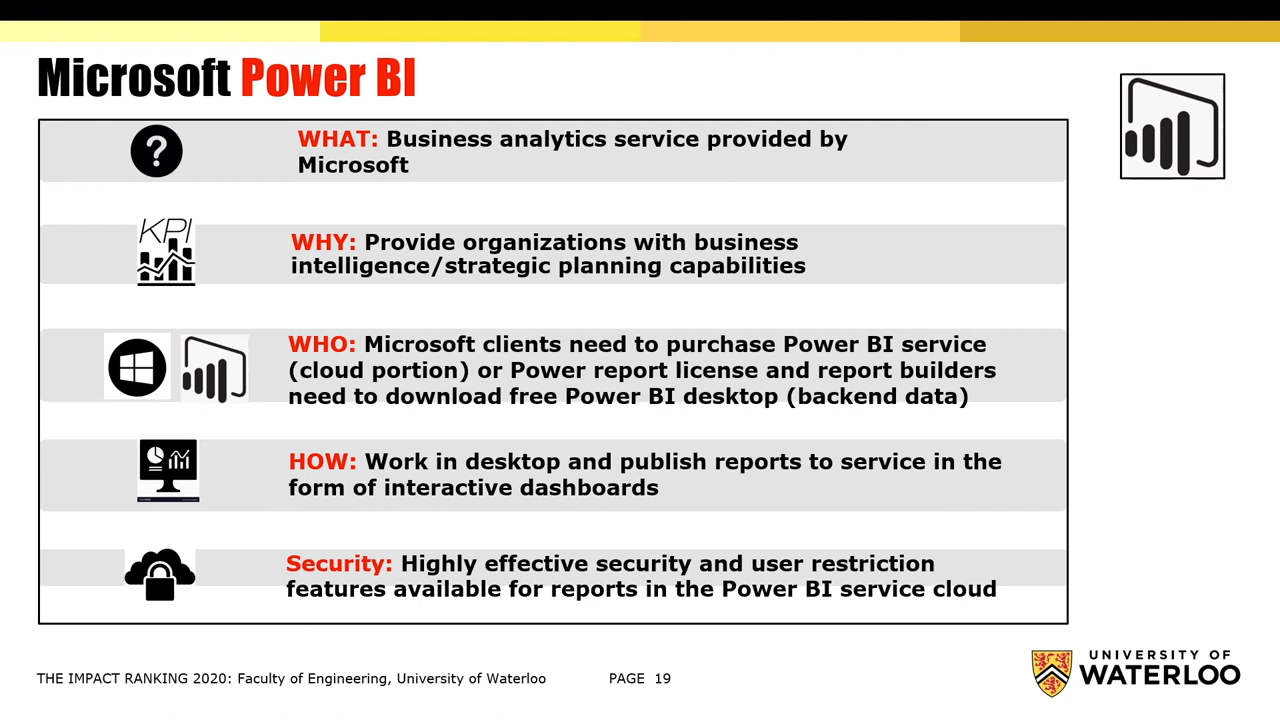 Microsoft Power BI
WHAT: Business analytics service provided by
Microsoft
KPI
WHY: Provide organizations with business
intelligence/strategic planning capabilities
WHO: Microsoft clients need to purchase Power BI service
(cloud portion) or Power report license and report builders
need to download free Power BI desktop (backend data)
HOW: Work in desktop and publish reports to service in the
form of interactive dashboards
Security: Highly effective security and user restriction
features available for reports in the Power BI service cloud
THE IMPACT RANKING 2020: Faculty of Engineering, University of Waterloo PAGE 19
UNIVERSITY OF
WATERLOO